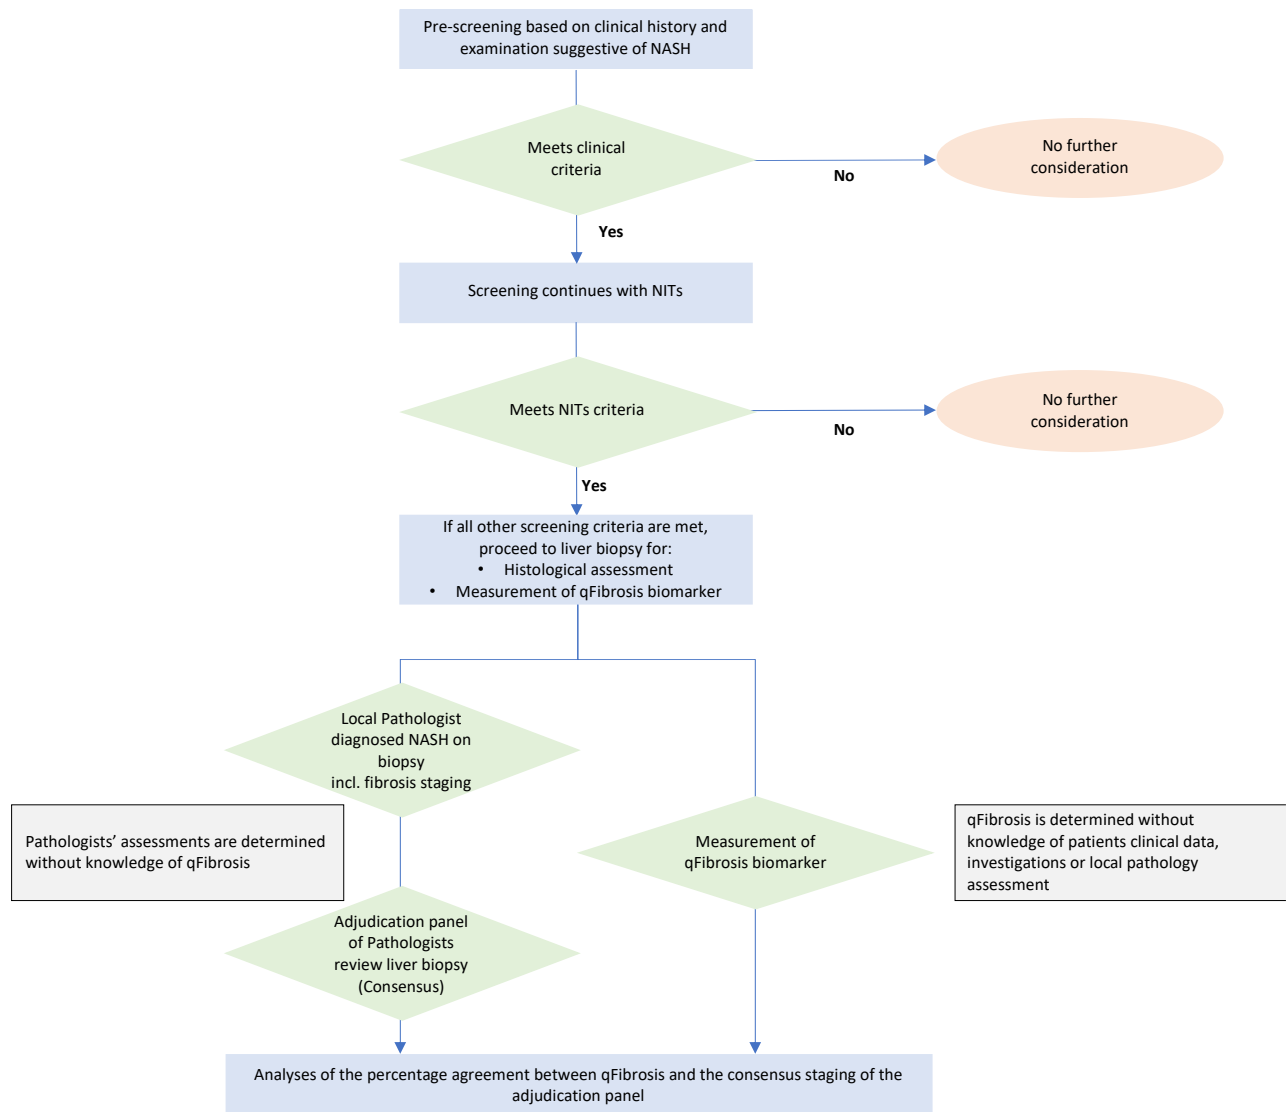 Pre-screening based on clinical history and
examination suggestive of NASH
Meets clinical
criteria
No
No further
consideration
Yes
Screening continues with NITs
Meets NITs criteria
No
No further
consideration
Yes
If all other screening criteria are met,
proceed to liver biopsy for:
• Histological assessment
• Measurement of qFibrosis biomarker
Local Pathologist
diagnosed NASH on
biopsy
incl. fibrosis staging
Pathologists’ assessments are determined
without knowledge of qFibrosis
Measurement of
qFibrosis biomarker
qFibrosis is determined without
knowledge of patients clinical data,
investigations or local pathology
assessment
Adjudication panel
of Pathologists
review liver biopsy
(Consensus)
Analyses of the percentage agreement between qFibrosis and the consensus staging of the
adjudication panel